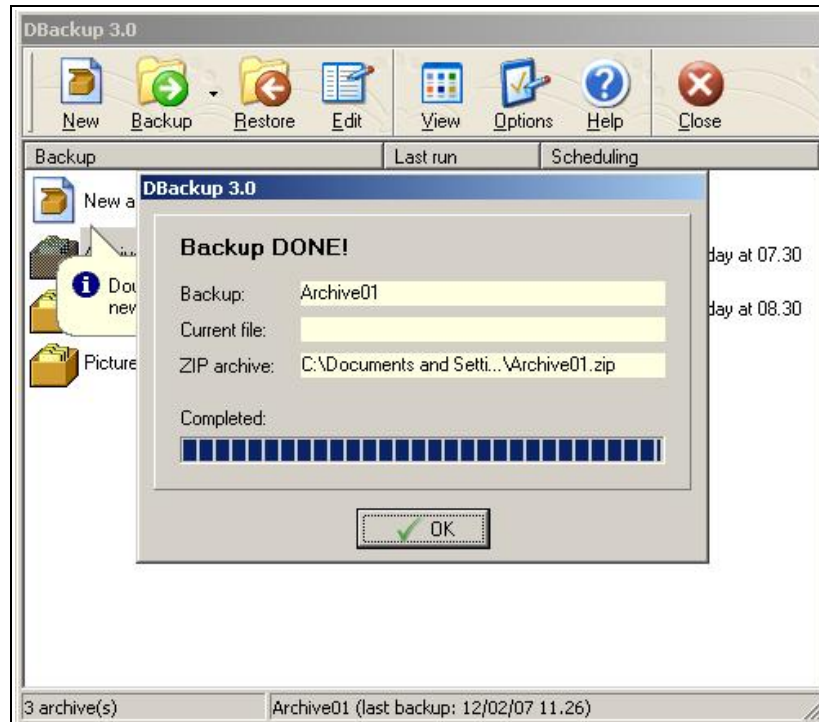 DBackup 3.0
New Backup Restore Edit View Options Help Close
Backup Last run Scheduling
New a
DBackup 3.0
Backup DONE!
day at 07.30
Dou
new
Backup: Archive01
day at 08.30
Current file:
Picture
ZIP archive: C:\Documents and Setti...\Archive01.zip
Completed:
OK
3 archive(s) Archive01 (last backup: 12/02/07 11.26)